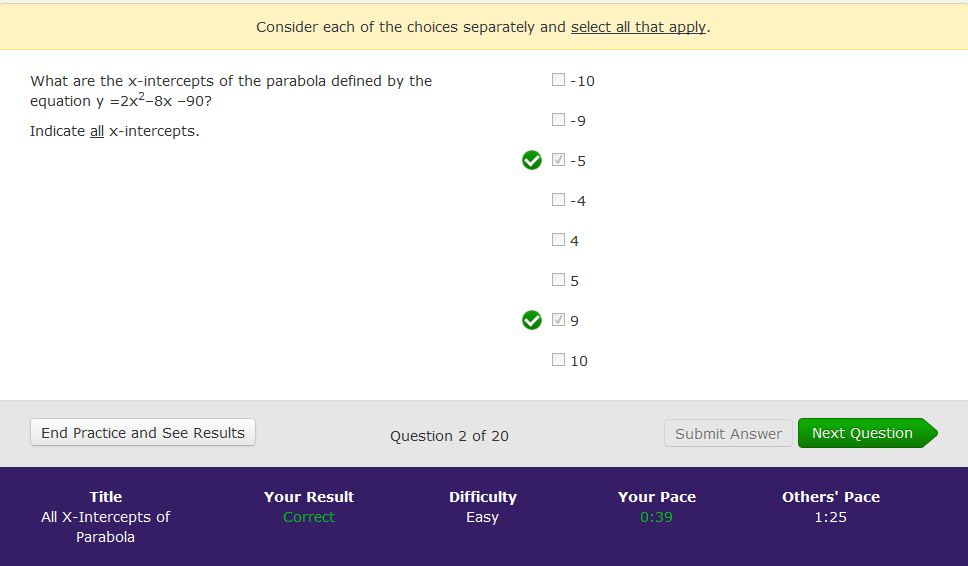 Consider each of the choices separately and select all that apply.
What are the x-intercepts of the parabola defined by the
equation y =2x²–8x –90?
Indicate all x-intercepts.
-10
-9
-5
-4
4
5
9
10
End Practice and See Results
Question 2 of 20
Submit Answer
Next Question
Title
All X-Intercepts of
Parabola
Your Result
Correct
Difficulty
Easy
Your Pace
0:39
Others' Pace
1:25